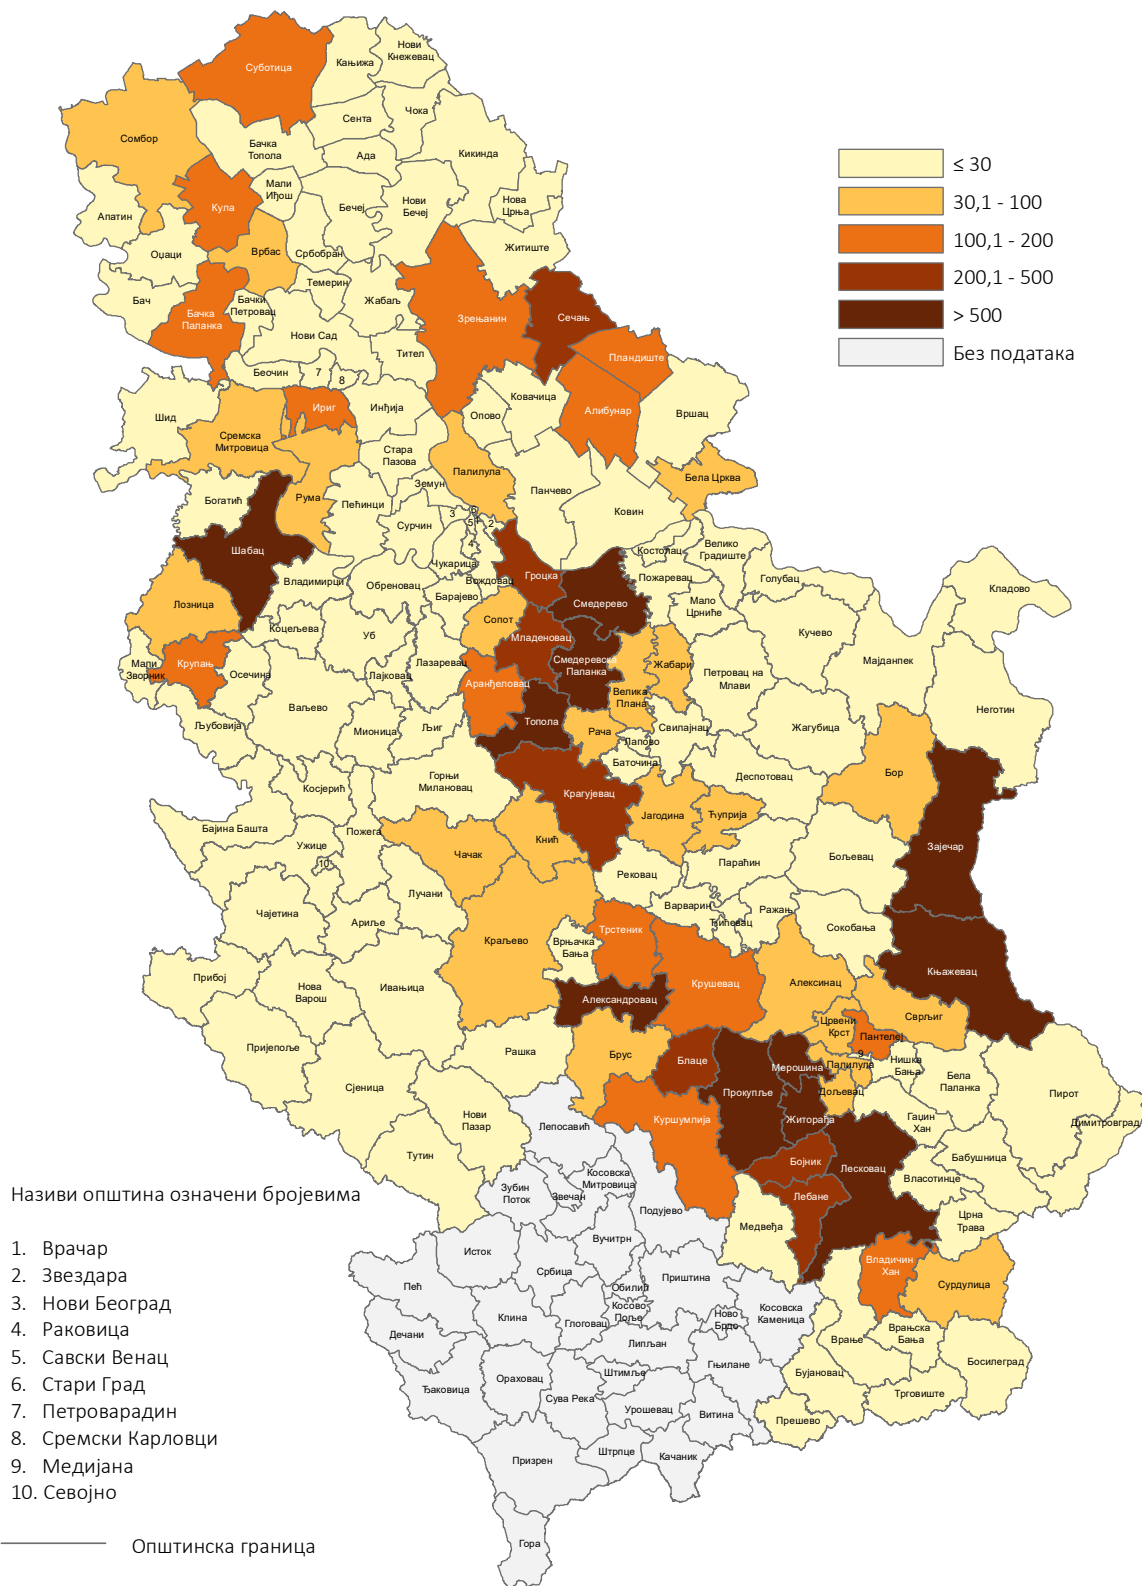 Суботица
Кањижа
Нови
Кнежевац
Чока
Сента
Сомбор
Бачка
Топола
Ада
Кикинда
Мали
Иђош
Апатин
Кула
Бечеј
Нови
Бечеј
Нова
Црња
Оџаци
Врбас
Србобран
Житиште
Бач
Темерин
Бачки
Петровац
Жабаљ
Бачка
Паланка
Зрењанин
Сечањ
Нови Сад
Тител
Пландиште
Беочин
7
8
Шид
Ириг
Инђија
Опово
Ковачица
Алибунар
Вршац
Сремска
Митровица
Стара
Пазова
Палилула
Бела Црква
Земун
Богатић
Рума
Пећинци
Панчево
Сурчин
3
6
1
5
2
4
Ковин
Шабац
Чукарица
Костолац
Велико
Градиште
Гроцка
Владимирци
Обреновац
Вождовац
Пожаревац
Голубац
Кладово
Лозница
Барајево
Смедерево
Мало
Црниће
Сопот
Коцељева
Уб
Младеновац
Кучево
Мали
Зворник
Крупањ
Осечина
Лазаревац
Смедеревска
Паланка
Жабари
Мајданпек
Лајковац
Аранђеловац
Петровац на
Млави
Велика
Плана
Ваљево
Неготин
Љубовија
Мионица
Љиг
Топола
Рача
Свилајнац
Жагубица
Лапово
Баточина
Бор
Косјерић
Горњи
Милановац
Крагујевац
Деспотовац
Јагодина
Ћуприја
Бајина Башта
Пожега
Ужице
Чачак
Кнић
Зајечар
10
Рековац
Параћин
Бољевац
Лучани
Чајетина
Варварин
Ћићевац
Ражањ
Ариље
Трстеник
Сокобања
Краљево
Врњачка
Бања
Прибој
Нова
Варош
Ивањица
Крушевац
Алексинац
Књажевац
Александровац
Сврљиг
Црвени
Крст
Пантелеј
Пријепоље
Рашка
Брус
Блаце
9
Нишка
Бања
Мерошина
Палилула
Сјеница
Прокупље
Дољевац
Бела
Паланка
Пирот
Нови
Пазар
Куршумлија
Житорађа
Гаџин
Хан
Димитровград
Лепосавић
Тутин
Бојник
Лесковац
Бабушница
Косовска
Митровица
Зубин
Поток
Звечан
Власотинце
Лебане
Подујево
Медвеђа
Црна
Трава
Вучитрн
Исток
Србица
Владичин
Хан
Пећ
Приштина
Сурдулица
Обилић
Косово
Поље
Клина
Глоговац
Ново
Брдо
Косовска
Каменица
Дечани
Липљан
Врање
Врањска
Бања
Гњилане
Босилеград
Ђаковица
Ораховац
Штимље
Бујановац
Сува Река
Трговиште
Урошевац
Витина
Прешево
Штрпце
Качаник
Призрен
Гора
≤ 30
30,1 - 100
100,1 - 200
200,1 - 500
> 500
Без података
Називи општина означени бројевима
1. Врачар
2. Звездара
3. Нови Београд
4. Раковица
5. Савски Венац
6. Стари Град
7. Петроварадин
8. Сремски Карловци
9. Медијана
10. Севојно
Општинска граница